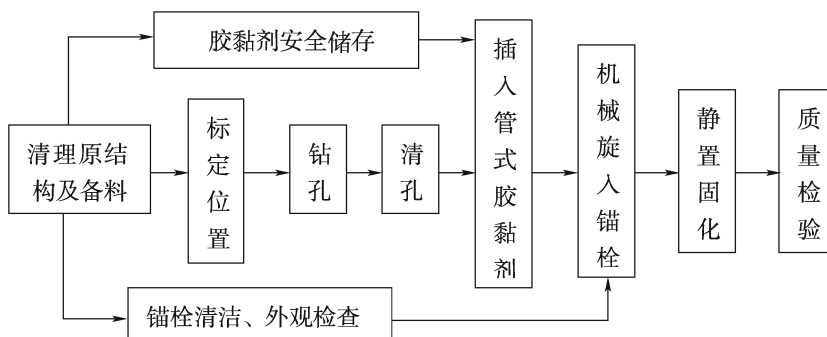 胶黏剂安全储存
清理原结
构及备料
标定位置
钻孔
清孔
插入管式胶黏剂
机械旋入锚栓
静置固化
质量检验
锚栓清洁、外观检查